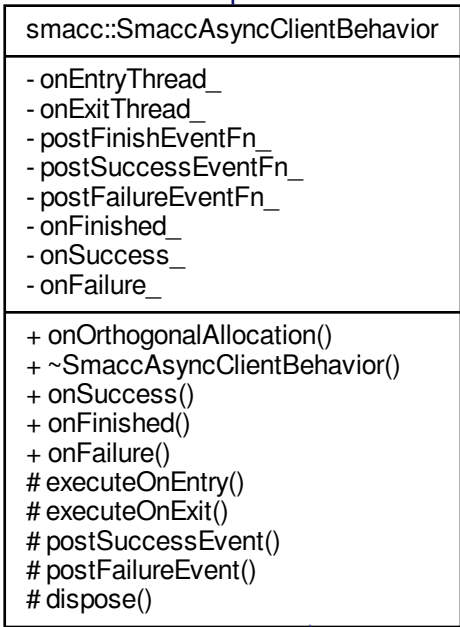 smacc::SmaccAsyncClientBehavior
- onEntryThread_
- onExitThread_
- postFinishEventFn_
- postSuccessEventFn_
- postFailureEventFn_
- onFinished_
- onSuccess_
- onFailure_
+ onOrthogonalAllocation()
+ ~SmaccAsyncClientBehavior()
+ onSuccess()
+ onFinished()
+ onFailure()
# executeOnEntry()
# executeOnExit()
# postSuccessEvent()
# postFailureEvent()
# dispose()